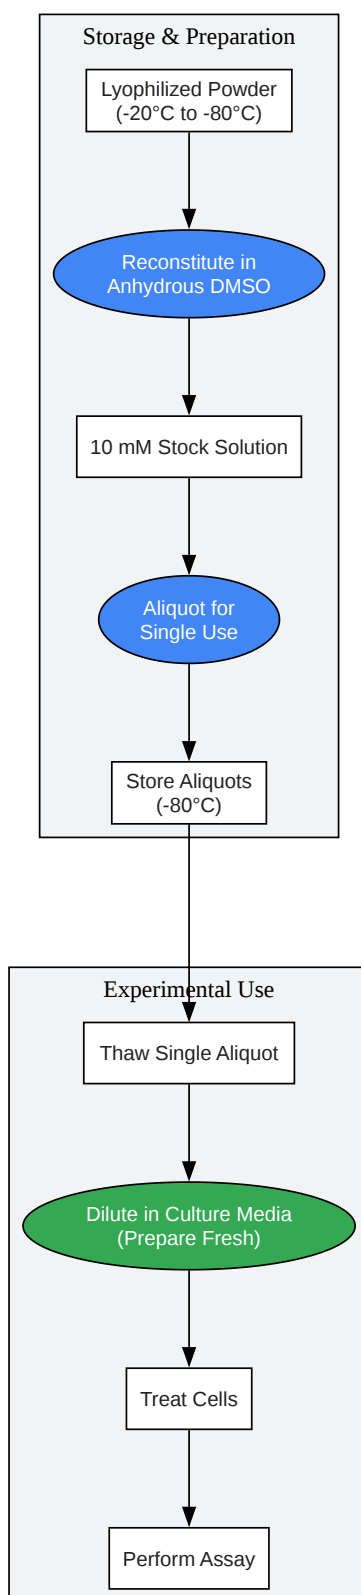 Storage & Preparation
Lyophilized Powder
(-20°C to -80°C)
Reconstitute in
Anhydrous DMSO
10 mM Stock Solution
Aliquot for
Single Use
Store Aliquots
(-80°C)
Experimental Use
Thaw Single Aliquot
Dilute in Culture Media
(Prepare Fresh)
Treat Cells
Perform Assay